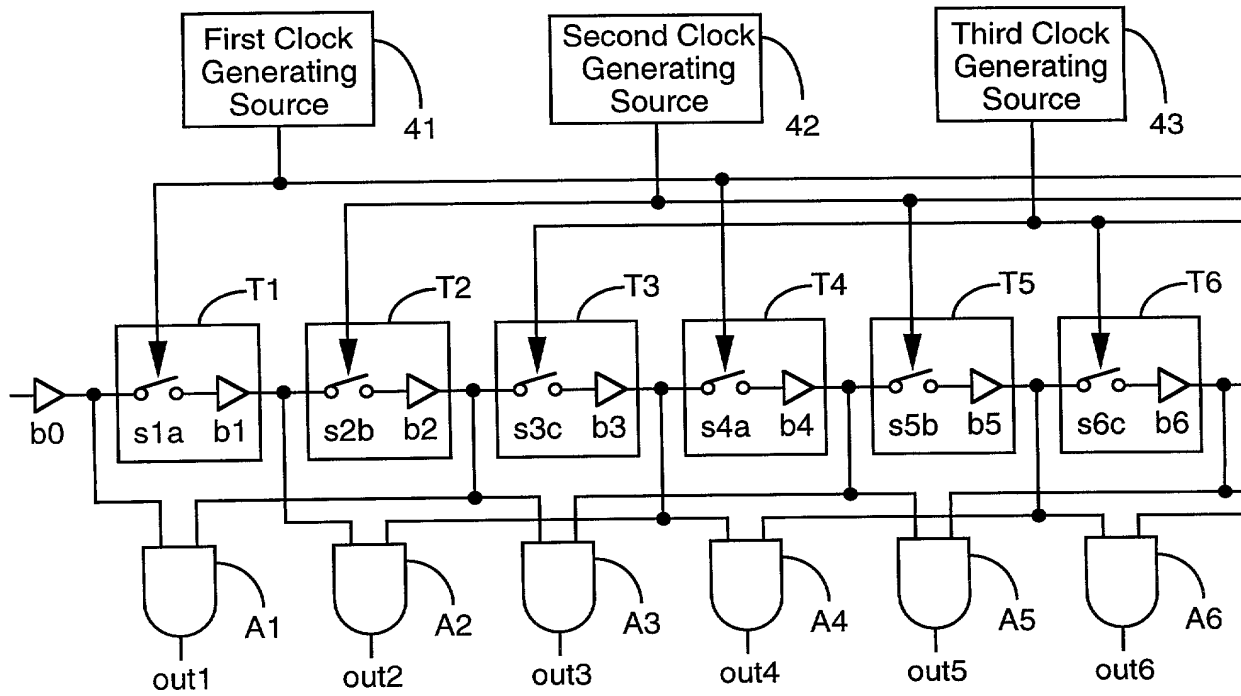 First Clock
Generating
Source
Second Clock
Generating
Source
Third Clock
Generating
Source
41
42
43
T1
T2
T3
T4
T5
T6
b0
s1a
b1
s2b
b2
s3c
b3
s4a
b4
s5b
b5
s6c
b6
A1
A2
A3
A4
A5
A6
out1
out2
out3
out4
out5
out6